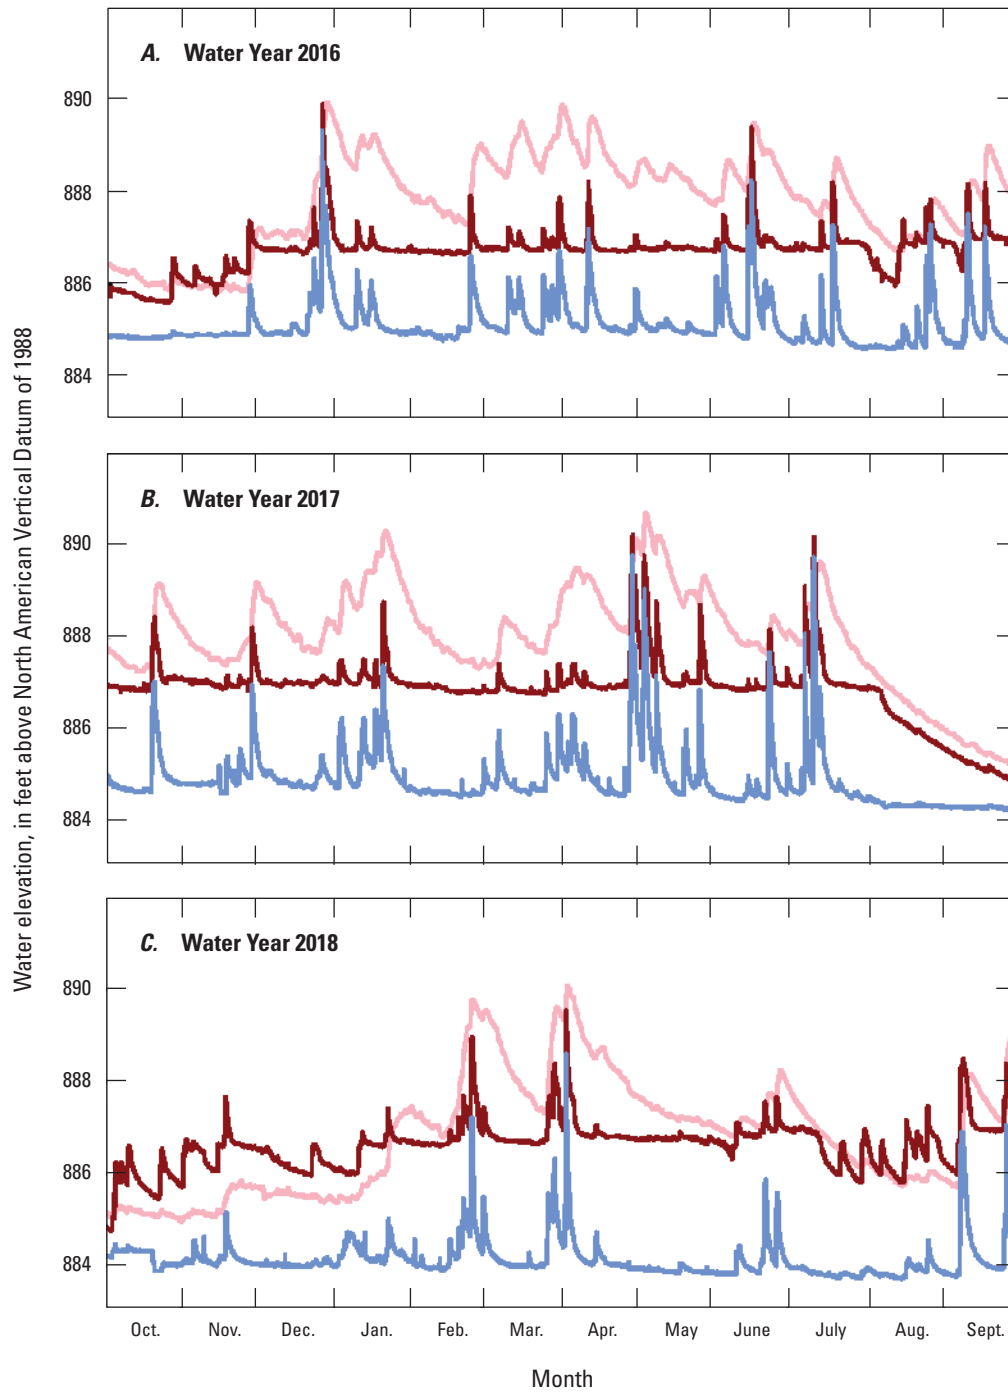 A. Water Year 2016
890
888
886
884
B. Water Year 2017
890
888
886
884
C. Water Year 2018
890
888
886
884
Water elevation, in feet above North American Vertical Datum of 1988
Oct. Nov. Dec. Jan. Feb. Mar. Apr. May June July Aug. Sept.
Month